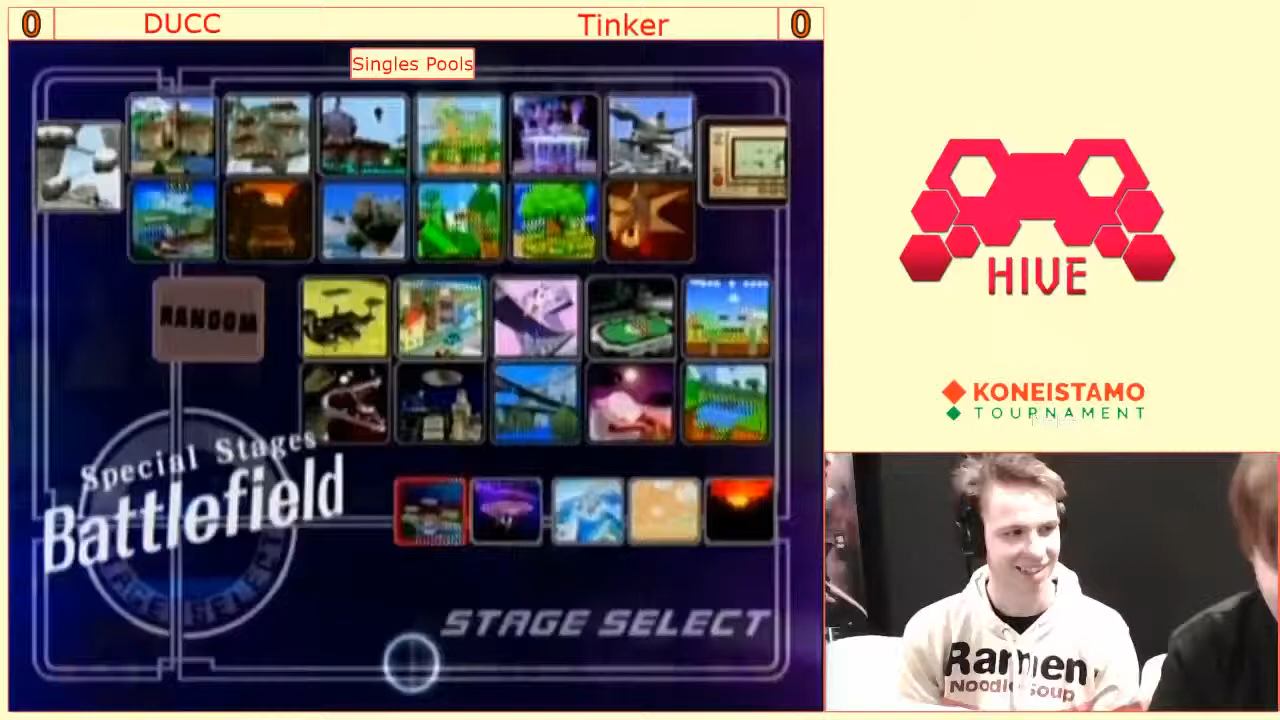 0 DUCC Tinker 0
Singles Pools
RANDOM
Special Stages
Battlefield
STAGE SELECT
HIVE
KONEISTAMO
TOURNAMENT
Ramen
Noodle Soup